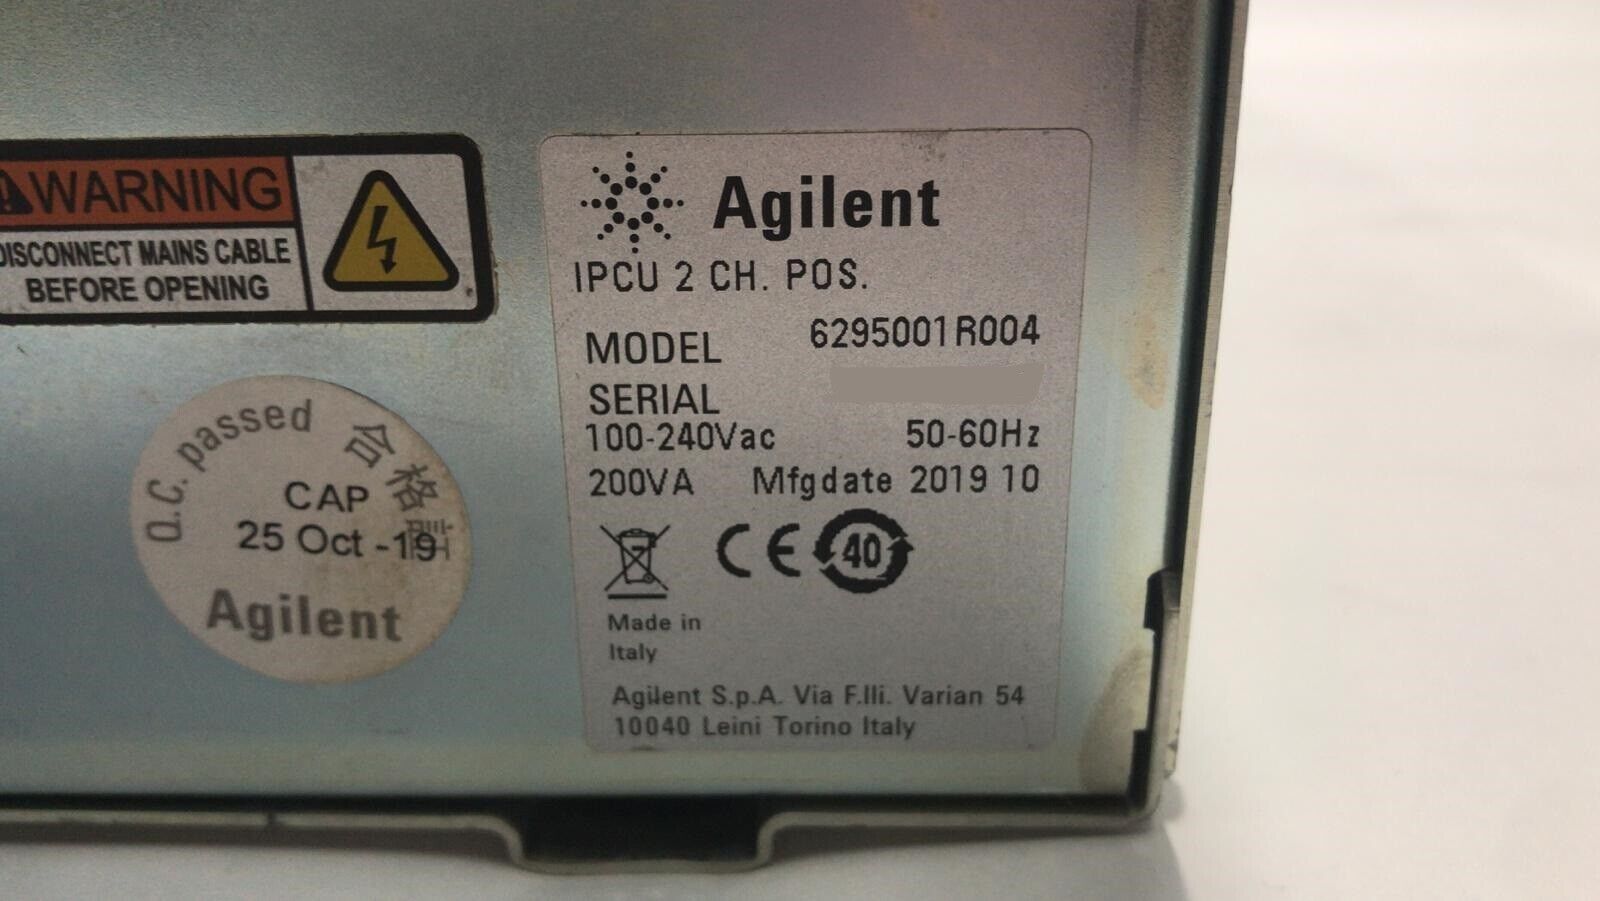 WARNING
DISCONNECT MAINS CABLE
BEFORE OPENING
Q.C. passed 合格
CAP
25 Oct -19
Agilent
Agilent
IPCU 2 CH. POS.
MODEL 6295001R004
SERIAL
100-240Vac 50-60Hz
200VA Mfgdate 2019 10
CE 40
Made in
Italy
Agilent S.p.A. Via F.lli. Varian 54
10040 Leini Torino Italy